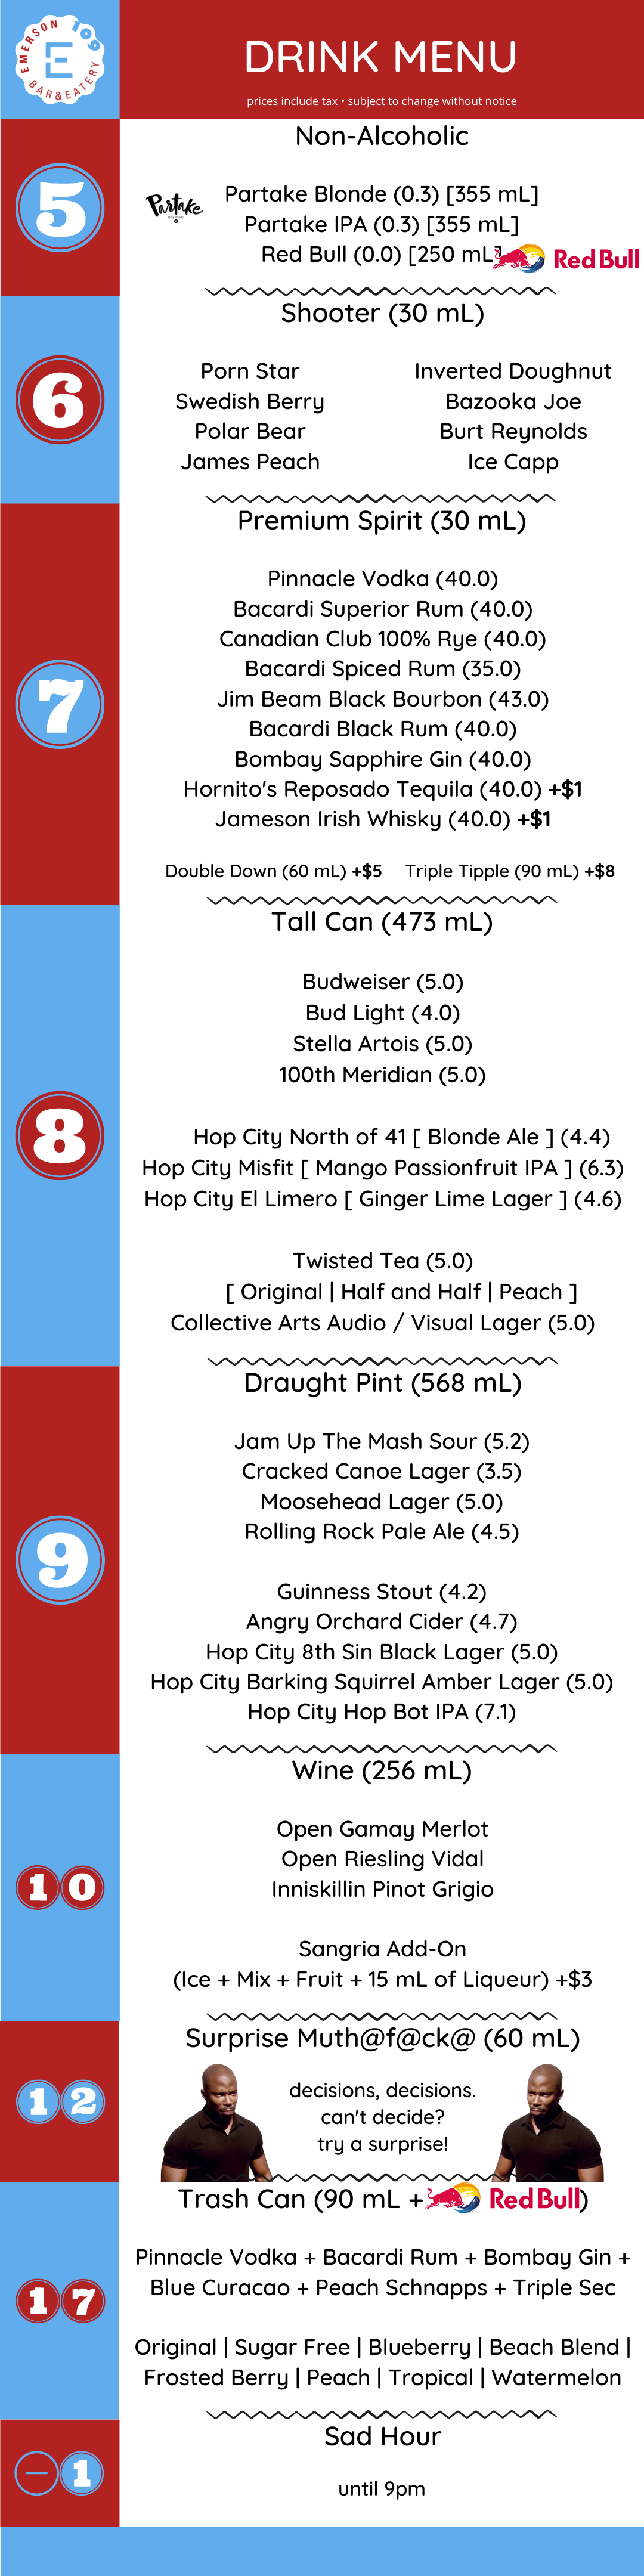 EMERSON 109
E
BAR & EATERY
DRINK MENU
prices include tax • subject to change without notice
5
Non-Alcoholic
Partake
BREWING
Partake Blonde (0.3) [355 mL]
Partake IPA (0.3) [355 mL]
Red Bull (0.0) [250 mL]
Red Bull
6
Shooter (30 mL)
Porn Star
Swedish Berry
Polar Bear
James Peach
Inverted Doughnut
Bazooka Joe
Burt Reynolds
Ice Capp
7
Premium Spirit (30 mL)
Pinnacle Vodka (40.0)
Bacardi Superior Rum (40.0)
Canadian Club 100% Rye (40.0)
Bacardi Spiced Rum (35.0)
Jim Beam Black Bourbon (43.0)
Bacardi Black Rum (40.0)
Bombay Sapphire Gin (40.0)
Hornito's Reposado Tequila (40.0) +$1
Jameson Irish Whisky (40.0) +$1
Double Down (60 mL) +$5 Triple Tipple (90 mL) +$8
8
Tall Can (473 mL)
Budweiser (5.0)
Bud Light (4.0)
Stella Artois (5.0)
100th Meridian (5.0)
Hop City North of 41 [ Blonde Ale ] (4.4)
Hop City Misfit [ Mango Passionfruit IPA ] (6.3)
Hop City El Limero [ Ginger Lime Lager ] (4.6)
Twisted Tea (5.0)
[ Original | Half and Half | Peach ]
Collective Arts Audio / Visual Lager (5.0)
9
Draught Pint (568 mL)
Jam Up The Mash Sour (5.2)
Cracked Canoe Lager (3.5)
Moosehead Lager (5.0)
Rolling Rock Pale Ale (4.5)
Guinness Stout (4.2)
Angry Orchard Cider (4.7)
Hop City 8th Sin Black Lager (5.0)
Hop City Barking Squirrel Amber Lager (5.0)
Hop City Hop Bot IPA (7.1)
10
Wine (256 mL)
Open Gamay Merlot
Open Riesling Vidal
Inniskillin Pinot Grigio
Sangria Add-On
(Ice + Mix + Fruit + 15 mL of Liqueur) +$3
12
Surprise Muth@f@ck@ (60 mL)
decisions, decisions.
can't decide?
try a surprise!
17
Trash Can (90 mL + Red Bull)
Pinnacle Vodka + Bacardi Rum + Bombay Gin +
Blue Curacao + Peach Schnapps + Triple Sec
Original | Sugar Free | Blueberry | Beach Blend |
Frosted Berry | Peach | Tropical | Watermelon
−1
Sad Hour
until 9pm